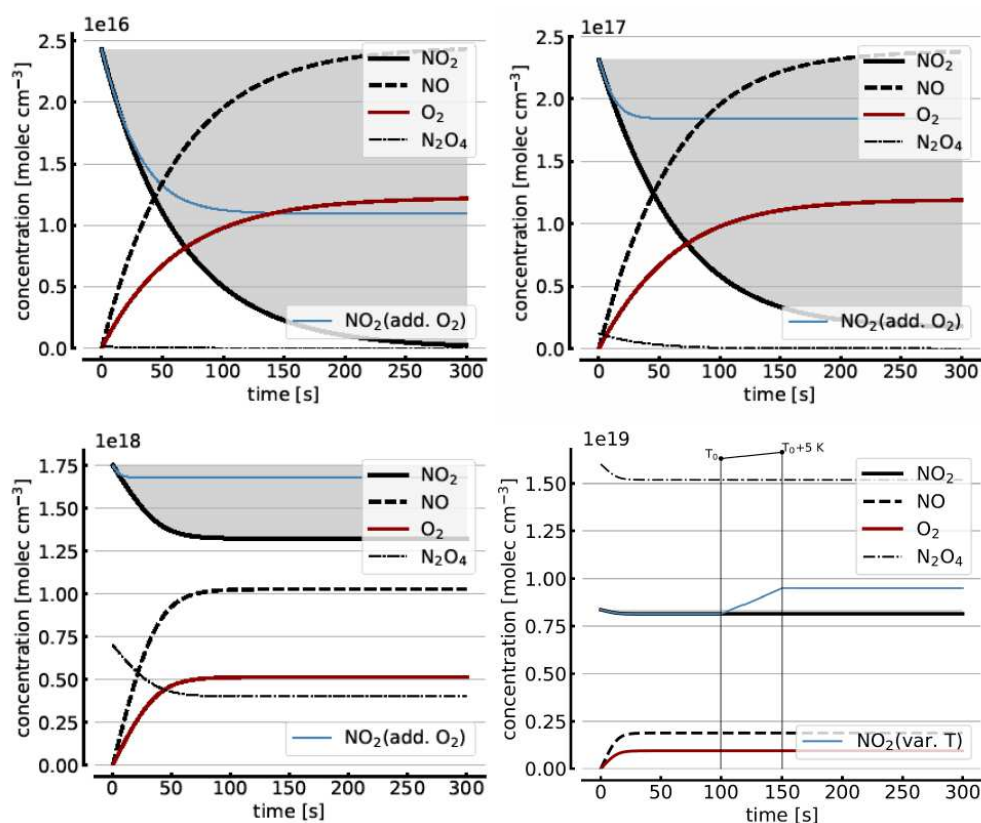 1e16
concentration [molec cm⁻³]
2.5
2.0
1.5
1.0
0.5
0.0
NO₂
NO
O₂
N₂O₄
NO₂(add. O₂)
0 50 100 150 200 250 300
time [s]
1e17
concentration [molec cm⁻³]
2.5
2.0
1.5
1.0
0.5
0.0
NO₂
NO
O₂
N₂O₄
NO₂(add. O₂)
0 50 100 150 200 250 300
time [s]
1e18
concentration [molec cm⁻³]
1.75
1.50
1.25
1.00
0.75
0.50
0.25
0.00
NO₂
NO
O₂
N₂O₄
NO₂(add. O₂)
0 50 100 150 200 250 300
time [s]
1e19
concentration [molec cm⁻³]
1.50
1.25
1.00
0.75
0.50
0.25
0.00
T₀
T₀+5 K
NO₂
NO
O₂
N₂O₄
NO₂(var. T)
0 50 100 150 200 250 300
time [s]